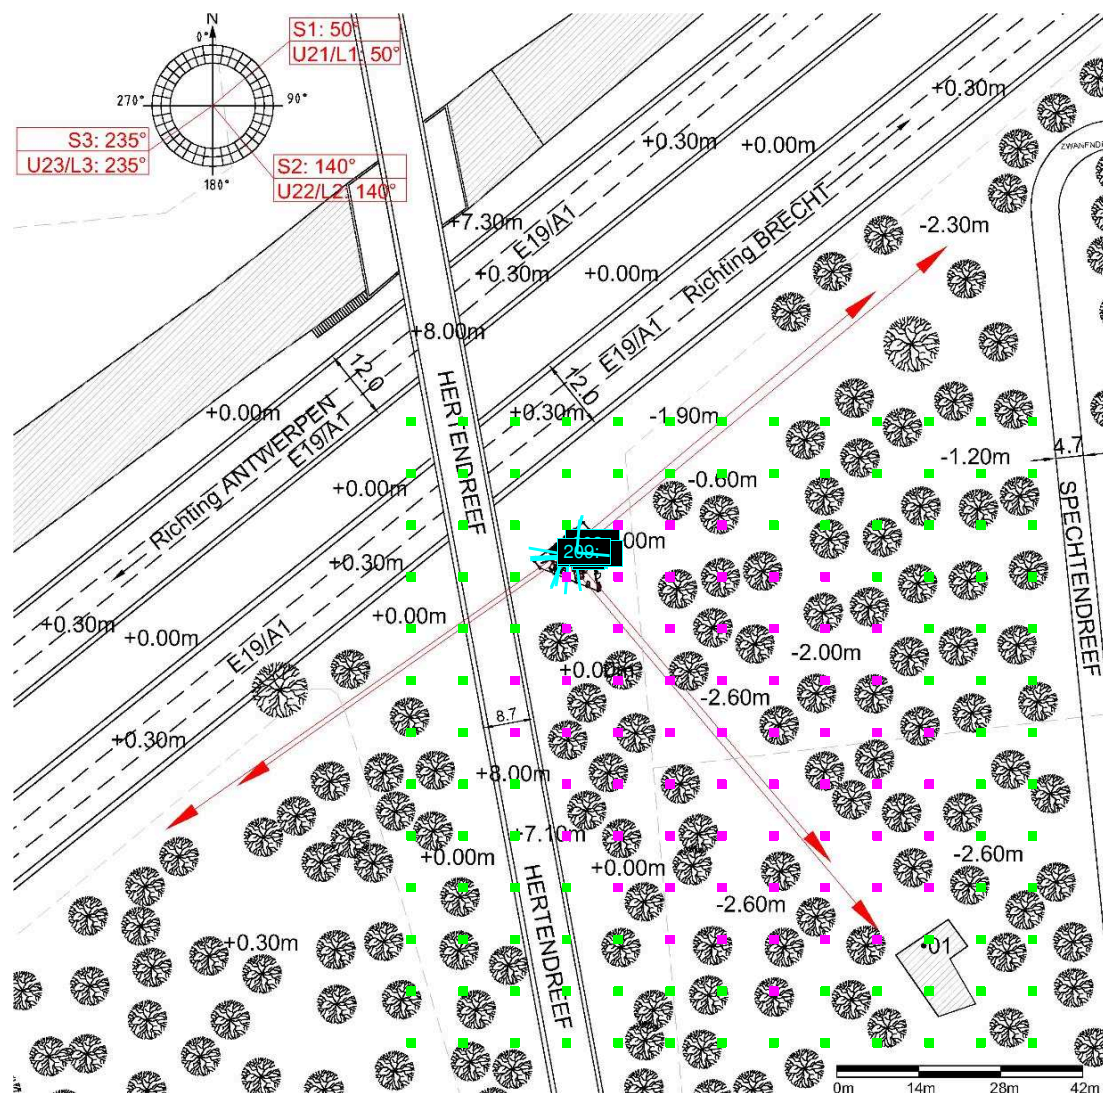 N
0°
S1: 50°
U21/L1: 50°
270°
90°
S3: 235°
U23/L3: 235°
180°
S2: 140°
U22/L2: 140°
+0.30m
+0.30m
+0.00m
+7.30m
E19/A1
Richting BRECHT
-2.30m
+0.30m
+0.00m
+8.00m
E19/A1
12.0
12.0
HERTENDREEF
+0.00m
+0.30m
-1.90m
Richting ANTWERPEN
E19/A1
4.7
-1.20m
+0.00m
-0.60m
SPECHTENDREEF
00m
+0.30m
+0.00m
+0.30m
+0.00m
E19/A1
-2.00m
+0.00m
-2.60m
8.7
+0.30m
+8.00m
+7.10m
+0.00m
+0.00m
-2.60m
HERTENDREEF
-2.60m
+0.30m
01
0m
14m
28m
42m